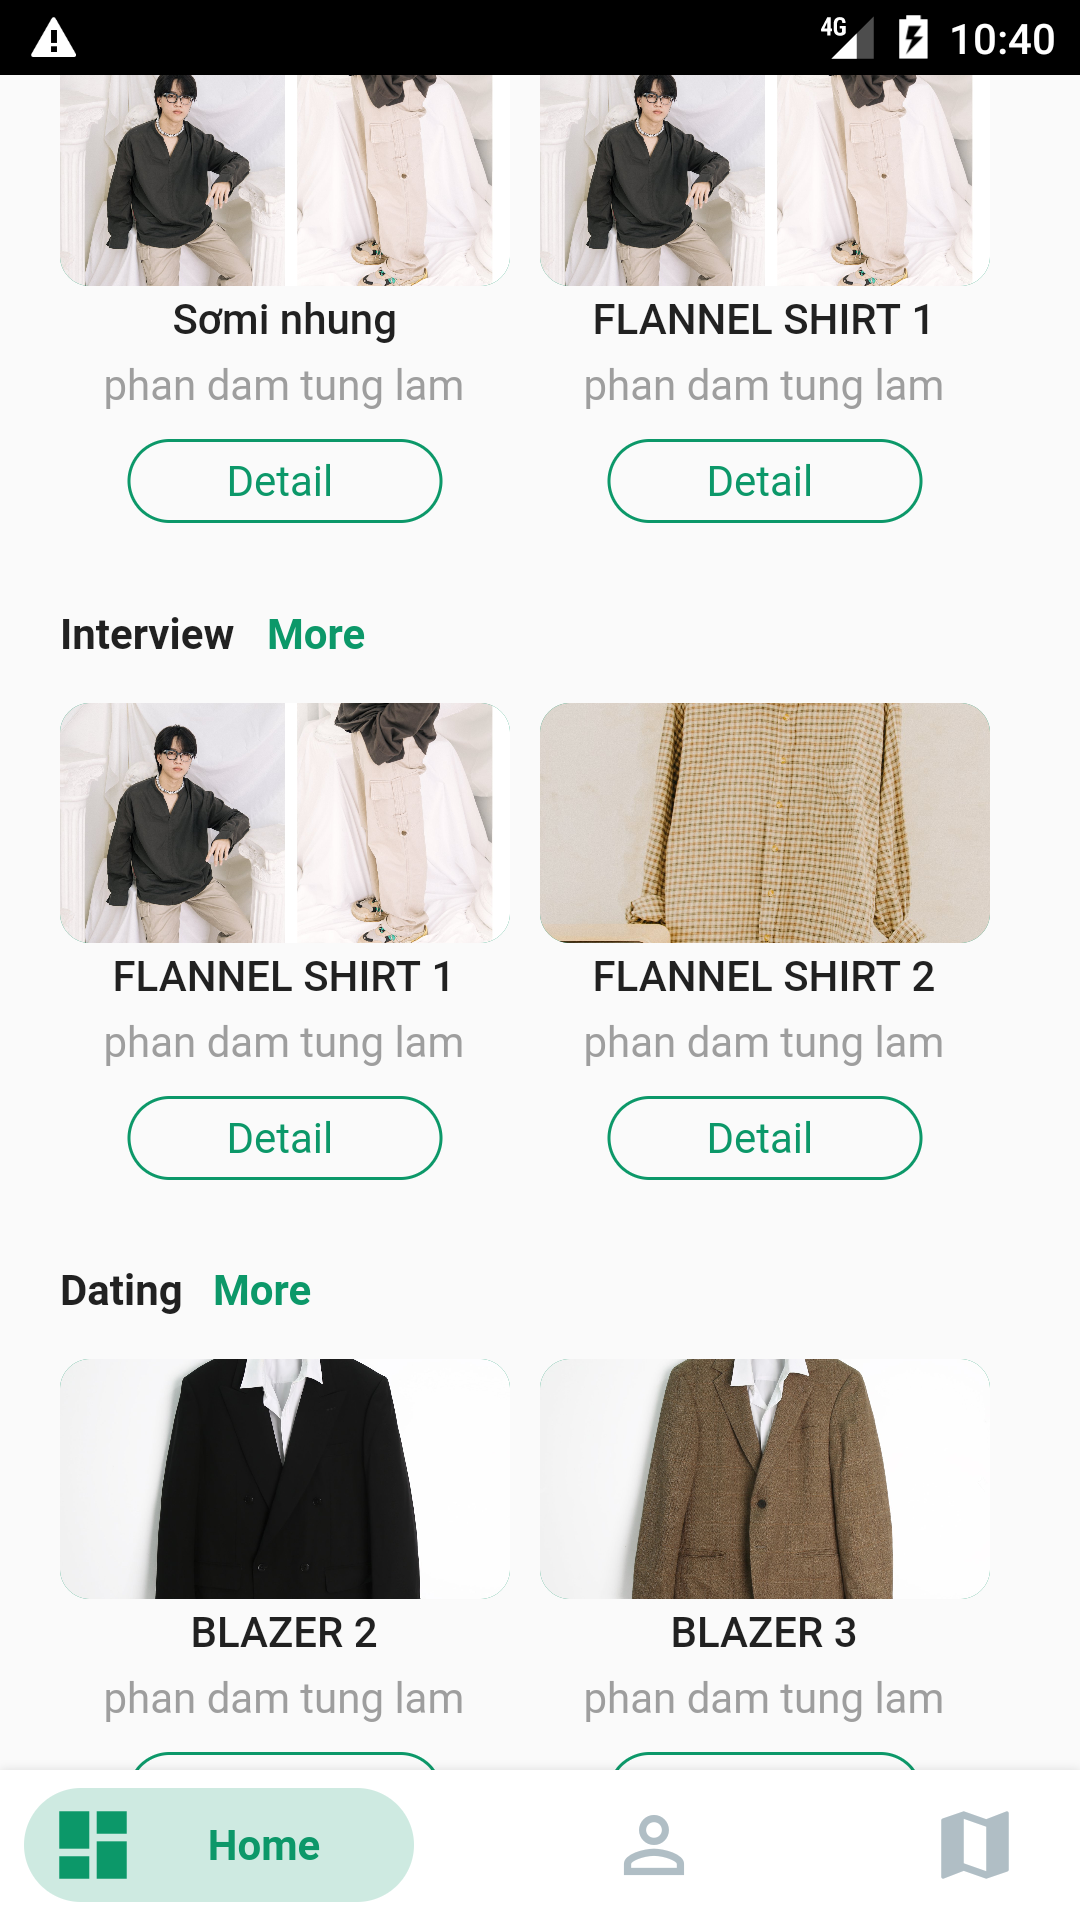 4G 10:40
Sơmi nhung FLANNEL SHIRT 1
phan dam tung lam phan dam tung lam
Detail Detail
Interview More
FLANNEL SHIRT 1 FLANNEL SHIRT 2
phan dam tung lam phan dam tung lam
Detail Detail
Dating More
BLAZER 2 BLAZER 3
phan dam tung lam phan dam tung lam
Home